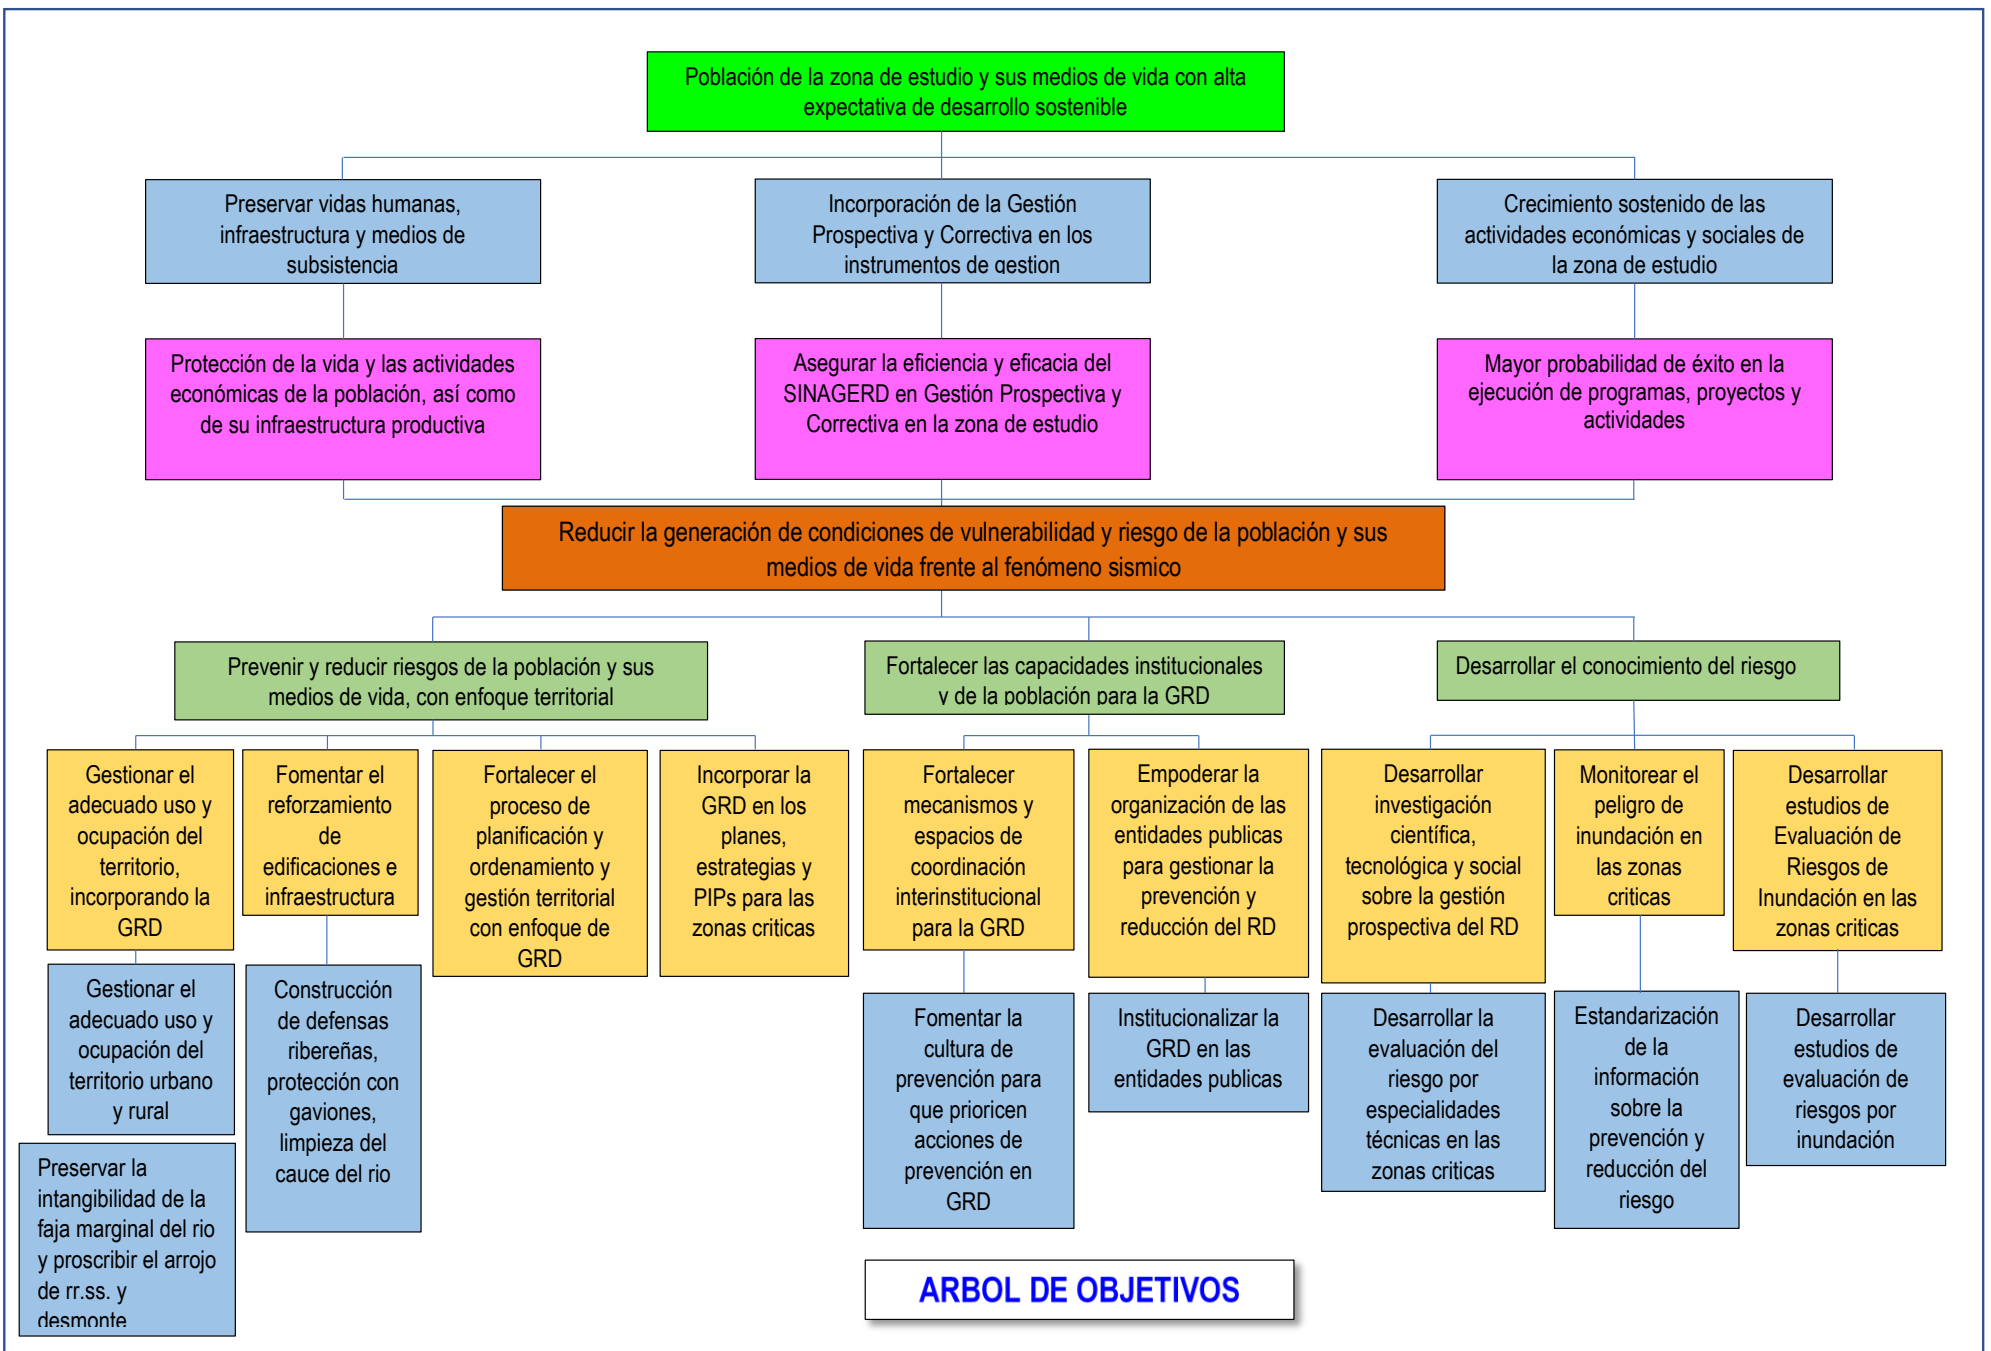 Población de la zona de estudio y sus medios de vida con alta
expectativa de desarrollo sostenible
Preservar vidas humanas,
infraestructura y medios de
subsistencia
Incorporación de la Gestión
Prospectiva y Correctiva en los
instrumentos de gestion
Crecimiento sostenido de las
actividades económicas y sociales de
la zona de estudio
Protección de la vida y las actividades
económicas de la población, así como
de su infraestructura productiva
Asegurar la eficiencia y eficacia del
SINAGERD en Gestión Prospectiva y
Correctiva en la zona de estudio
Mayor probabilidad de éxito en la
ejecución de programas, proyectos y
actividades
Reducir la generación de condiciones de vulnerabilidad y riesgo de la población y sus
medios de vida frente al fenómeno sismico
Prevenir y reducir riesgos de la población y sus
medios de vida, con enfoque territorial
Fortalecer las capacidades institucionales
y de la población para la GRD
Desarrollar el conocimiento del riesgo
Gestionar el
adecuado uso y
ocupación del
territorio,
incorporando la
GRD
Fomentar el
reforzamiento
de
edificaciones e
infraestructura
Fortalecer el
proceso de
planificación y
ordenamiento y
gestión territorial
con enfoque de
GRD
Incorporar la
GRD en los
planes,
estrategias y
PIPs para las
zonas criticas
Fortalecer
mecanismos y
espacios de
coordinación
interinstitucional
para la GRD
Empoderar la
organización de las
entidades publicas
para gestionar la
prevención y
reducción del RD
Desarrollar
investigación
científica,
tecnológica y social
sobre la gestión
prospectiva del RD
Monitorear el
peligro de
inundación en
las zonas
criticas
Desarrollar
estudios de
Evaluación de
Riesgos de
Inundación en las
zonas criticas
Gestionar el
adecuado uso y
ocupación del
territorio urbano
y rural
Construcción
de defensas
ribereñas,
protección con
gaviones,
limpieza del
cauce del rio
Fomentar la
cultura de
prevención para
que prioricen
acciones de
prevención en
GRD
Institucionalizar la
GRD en las
entidades publicas
Desarrollar la
evaluación del
riesgo por
especialidades
técnicas en las
zonas criticas
Estandarización
de la
información
sobre la
prevención y
reducción del
riesgo
Desarrollar
estudios de
evaluación de
riesgos por
inundación
Preservar la
intangibilidad de la
faja marginal del rio
y proscribir el arrojo
de rr.ss. y
desmonte
ARBOL DE OBJETIVOS